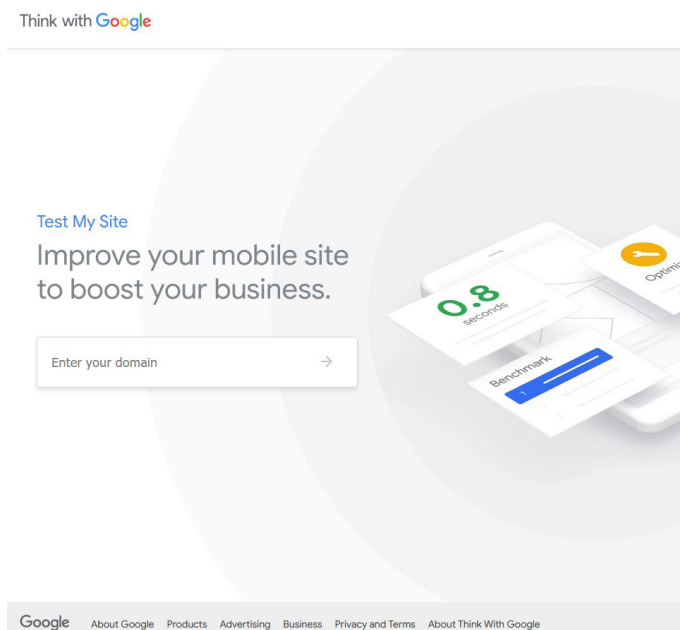 Think with Google
Test My Site
Improve your mobile site
to boost your business.
Enter your domain
0.8
seconds
Benchmark
1
Google About Google Products Advertising Business Privacy and Terms About Think With Google